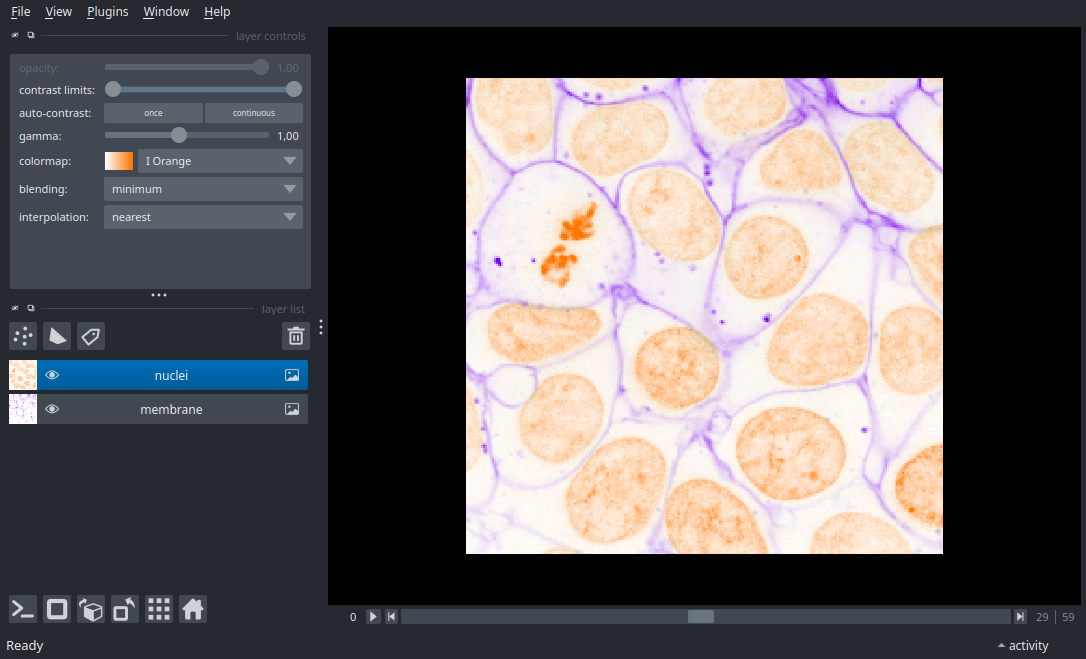 File View Plugins Window Help
layer controls
opacity: 1,00
contrast limits:
auto-contrast: once continuous
gamma: 1,00
colormap: I Orange
blending: minimum
interpolation: nearest
layer list
nuclei
membrane
0 29 59
Ready activity